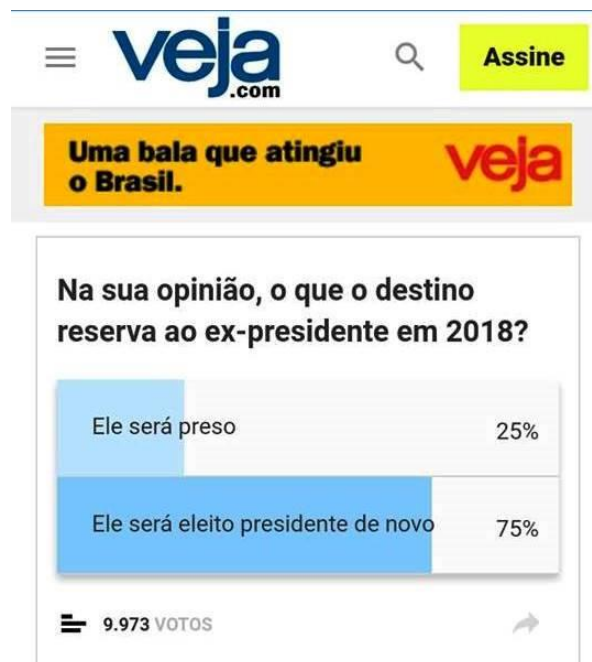 veja
.com
Assine
Uma bala que atingiu
o Brasil.
veja
Na sua opinião, o que o destino
reserva ao ex-presidente em 2018?
Ele será preso 25%
Ele será eleito presidente de novo 75%
9.973 VOTOS